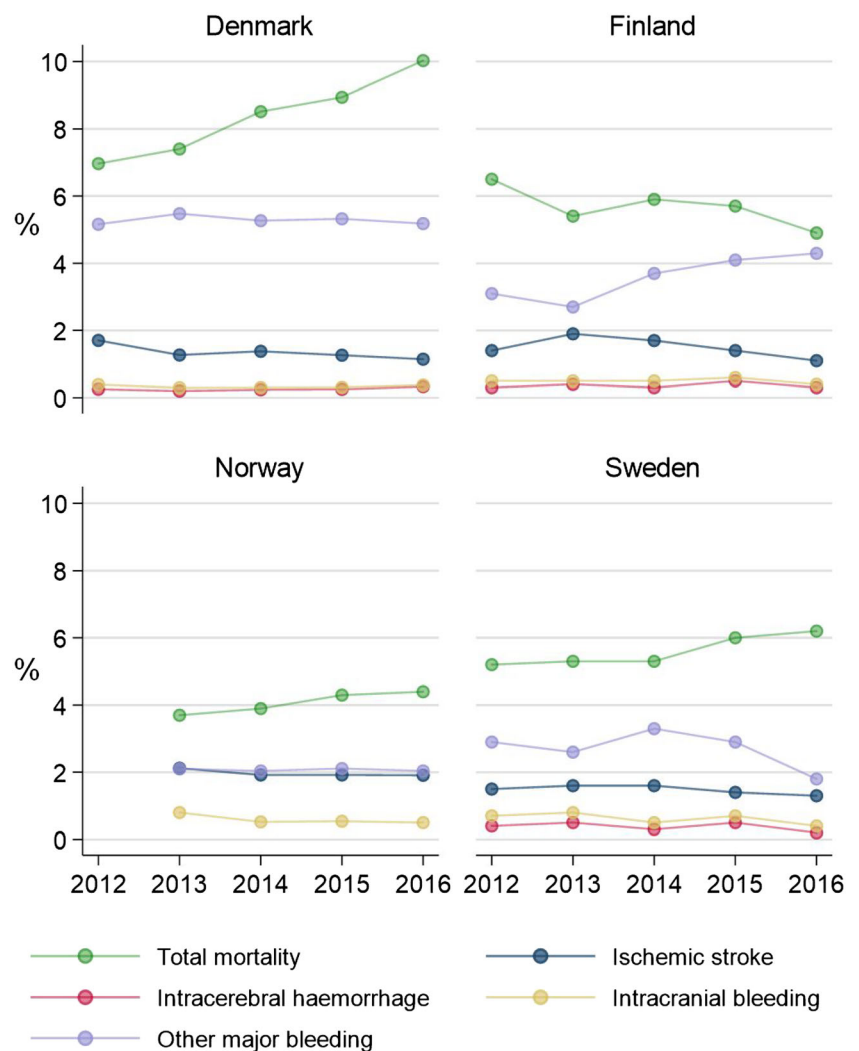 Denmark
Finland
10
8
6
%
4
2
0
Norway
Sweden
10
8
6
%
4
2
0
2012 2013 2014 2015 2016 2012 2013 2014 2015 2016
Total mortality
Ischemic stroke
Intracerebral haemorrhage
Intracranial bleeding
Other major bleeding